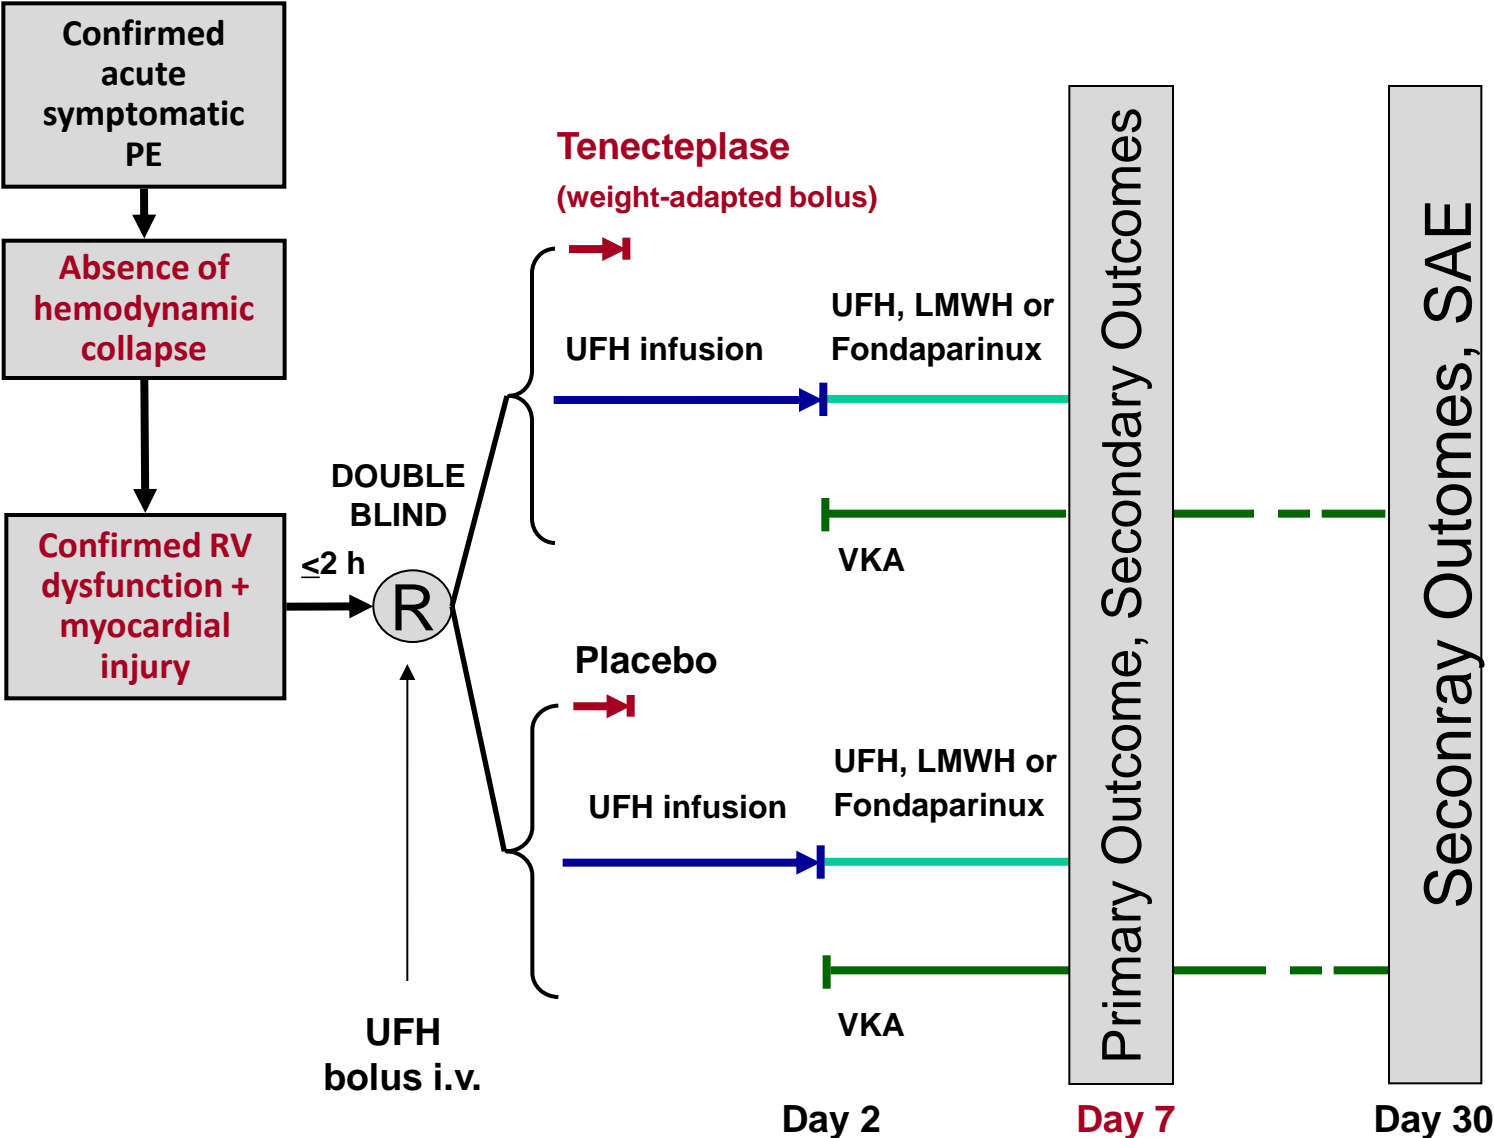 Confirmed
acute
symptomatic
PE
Absence of
hemodynamic
collapse
Confirmed RV
dysfunction +
myocardial
injury
≤2 h
DOUBLE
BLIND
R
UFH
bolus i.v.
Tenecteplase
(weight-adapted bolus)
UFH infusion
UFH, LMWH or
Fondaparinux
VKA
Placebo
UFH infusion
UFH, LMWH or
Fondaparinux
VKA
Primary Outcome, Secondary Outcomes
Seconray Outomes, SAE
Day 2
Day 7
Day 30